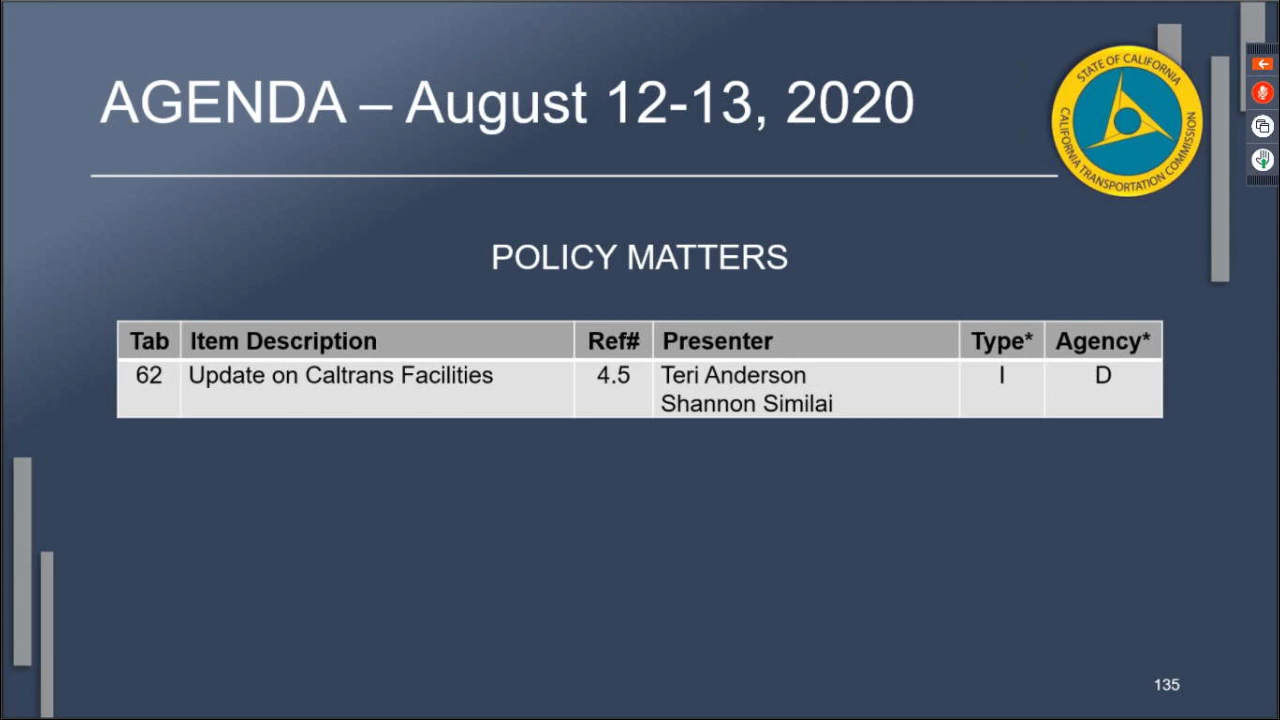 AGENDA – August 12-13, 2020
STATE OF CALIFORNIA
CALIFORNIA TRANSPORTATION COMMISSION
POLICY MATTERS
Tab Item Description Ref# Presenter Type* Agency*
62 Update on Caltrans Facilities 4.5 Teri Anderson I D
Shannon Similai
135